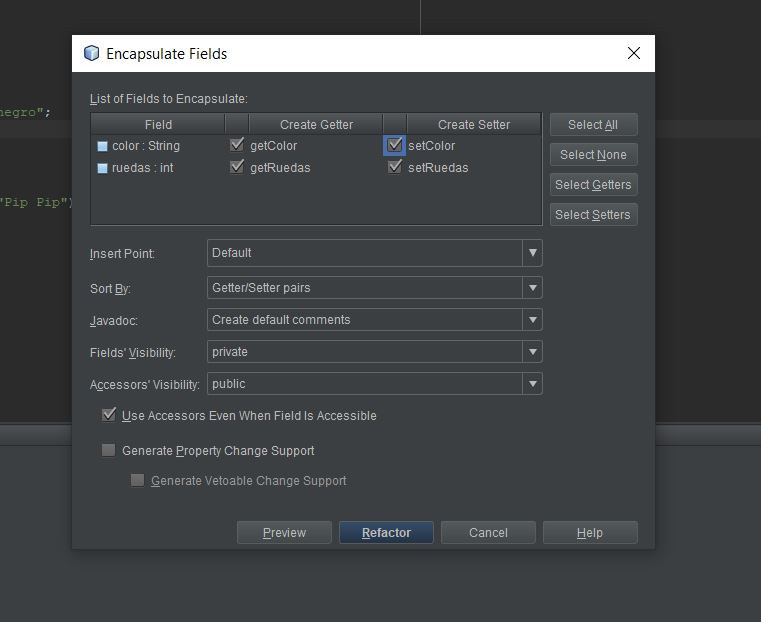 Encapsulate Fields
List of Fields to Encapsulate:
Field Create Getter Create Setter
Select All
color : String getColor setColor
Select None
ruedas : int getRuedas setRuedas
Select Getters
Select Setters
negro";
"Pip Pip")
Insert Point: Default
Sort By: Getter/Setter pairs
Javadoc: Create default comments
Fields' Visibility: private
Accessors' Visibility: public
Use Accessors Even When Field Is Accessible
Generate Property Change Support
Generate Vetoable Change Support
Preview Refactor Cancel Help